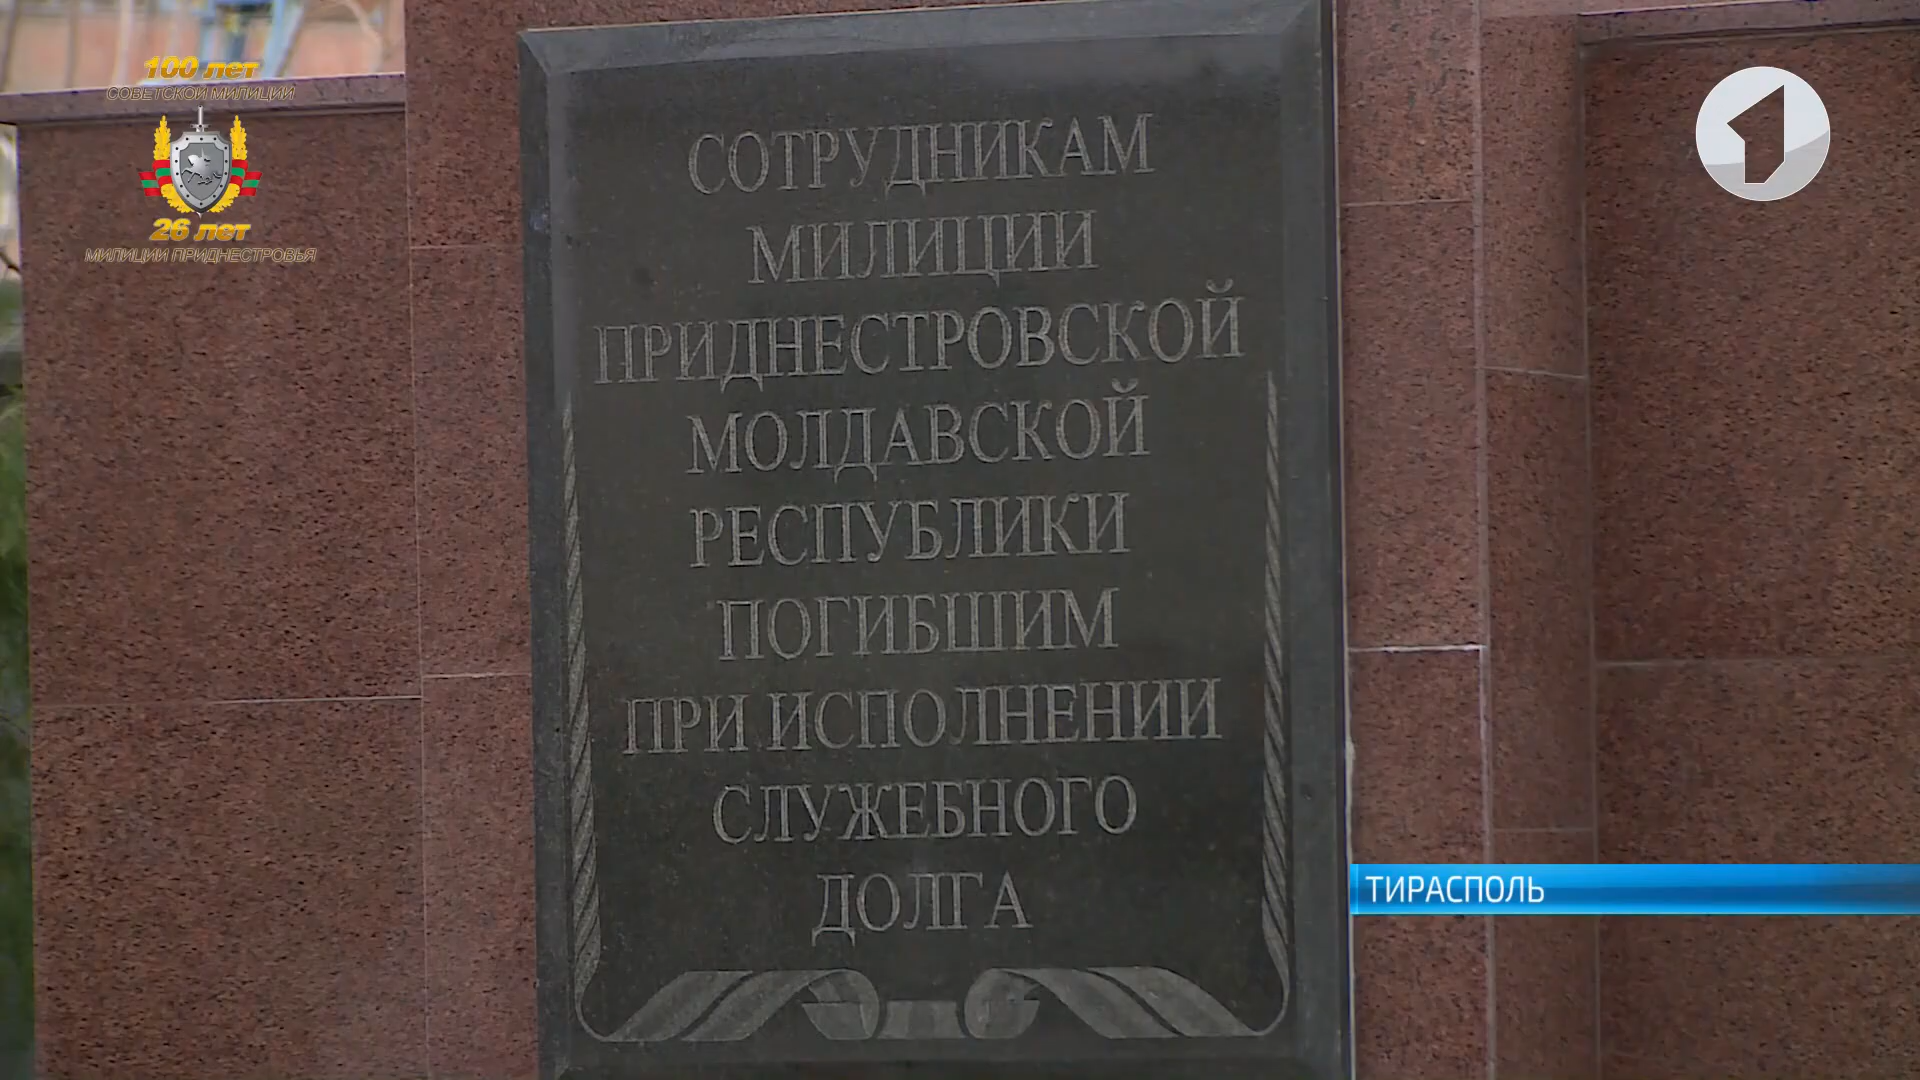 100 лет
СОВЕТСКОЙ МИЛИЦИИ
26 лет
МИЛИЦИИ ПРИДНЕСТРОВЬЯ
1
СОТРУДНИКАМ
МИЛИЦИИ
ПРИДНЕСТРОВСКОЙ
МОЛДАВСКОЙ
РЕСПУБЛИКИ
ПОГИБШИМ
ПРИ ИСПОЛНЕНИИ
СЛУЖЕБНОГО
ДОЛГА
ТИРАСПОЛЬ